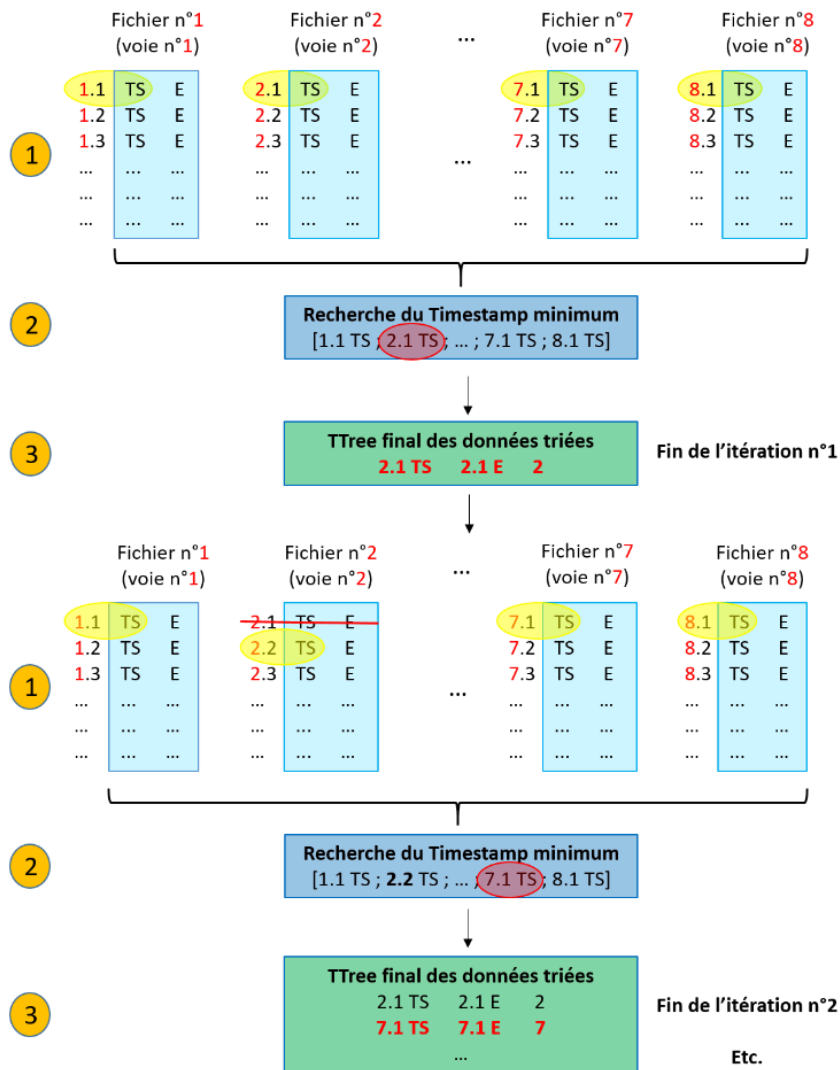 Fichier n°1 Fichier n°2 Fichier n°7 Fichier n°8
(voie n°1) (voie n°2) ... (voie n°7) (voie n°8)
1.1 TS E 2.1 TS E 7.1 TS E 8.1 TS E
1.2 TS E 2.2 TS E 7.2 TS E 8.2 TS E
1.3 TS E 2.3 TS E 7.3 TS E 8.3 TS E
1
... ... ... ... ... ... ... ... ... ... ... ... ...
... ... ... ... ... ... ... ... ... ... ... ...
... ... ... ... ... ... ... ... ... ... ... ...
2
Recherche du Timestamp minimum
[1.1 TS ; 2.1 TS ; ... ; 7.1 TS ; 8.1 TS]
3
TTree final des données triées
2.1 TS 2.1 E 2
Fin de l'itération n°1
Fichier n°1 Fichier n°2 Fichier n°7 Fichier n°8
(voie n°1) (voie n°2) ... (voie n°7) (voie n°8)
1.1 TS E 2.1 TS E 7.1 TS E 8.1 TS E
1.2 TS E 2.2 TS E 7.2 TS E 8.2 TS E
1.3 TS E 2.3 TS E 7.3 TS E 8.3 TS E
1
... ... ... ... ... ... ... ... ... ... ... ... ...
... ... ... ... ... ... ... ... ... ... ... ...
... ... ... ... ... ... ... ... ... ... ... ...
2
Recherche du Timestamp minimum
[1.1 TS ; 2.2 TS ; ... ; 7.1 TS ; 8.1 TS]
3
TTree final des données triées
2.1 TS 2.1 E 2
7.1 TS 7.1 E 7
...
Fin de l'itération n°2
Etc.